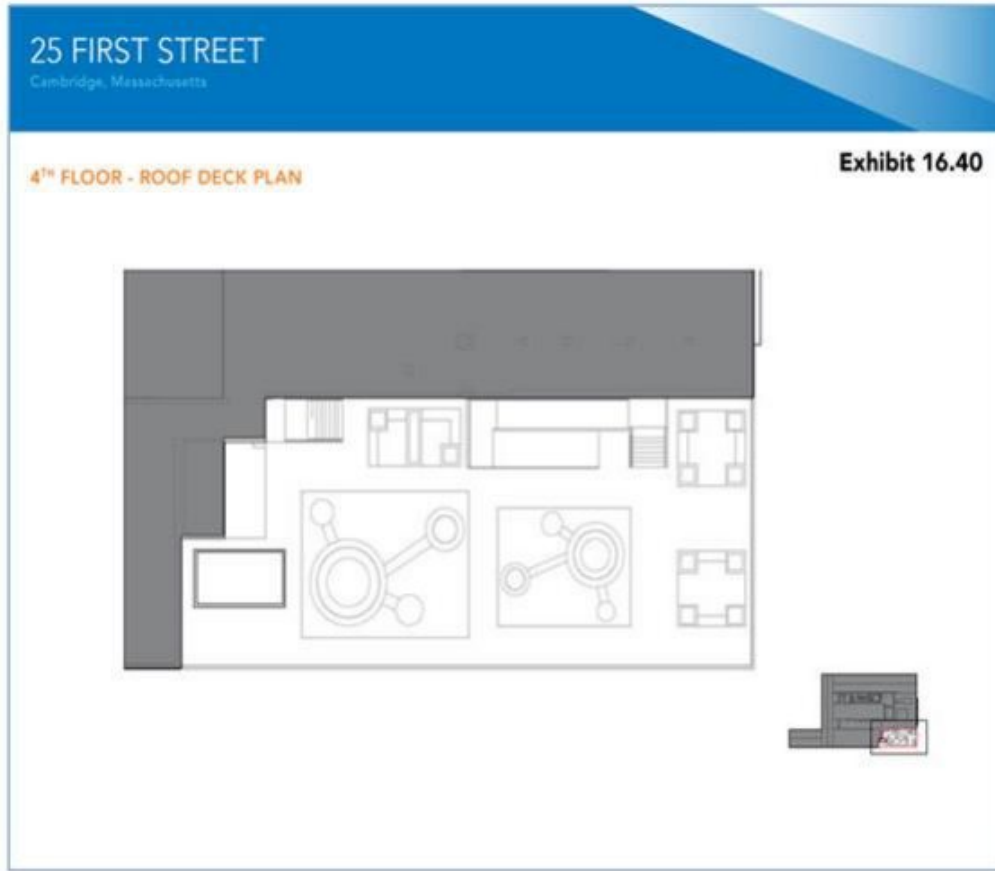 25 FIRST STREET
Cambridge, Massachusetts
Exhibit 16.40
4TH FLOOR - ROOF DECK PLAN